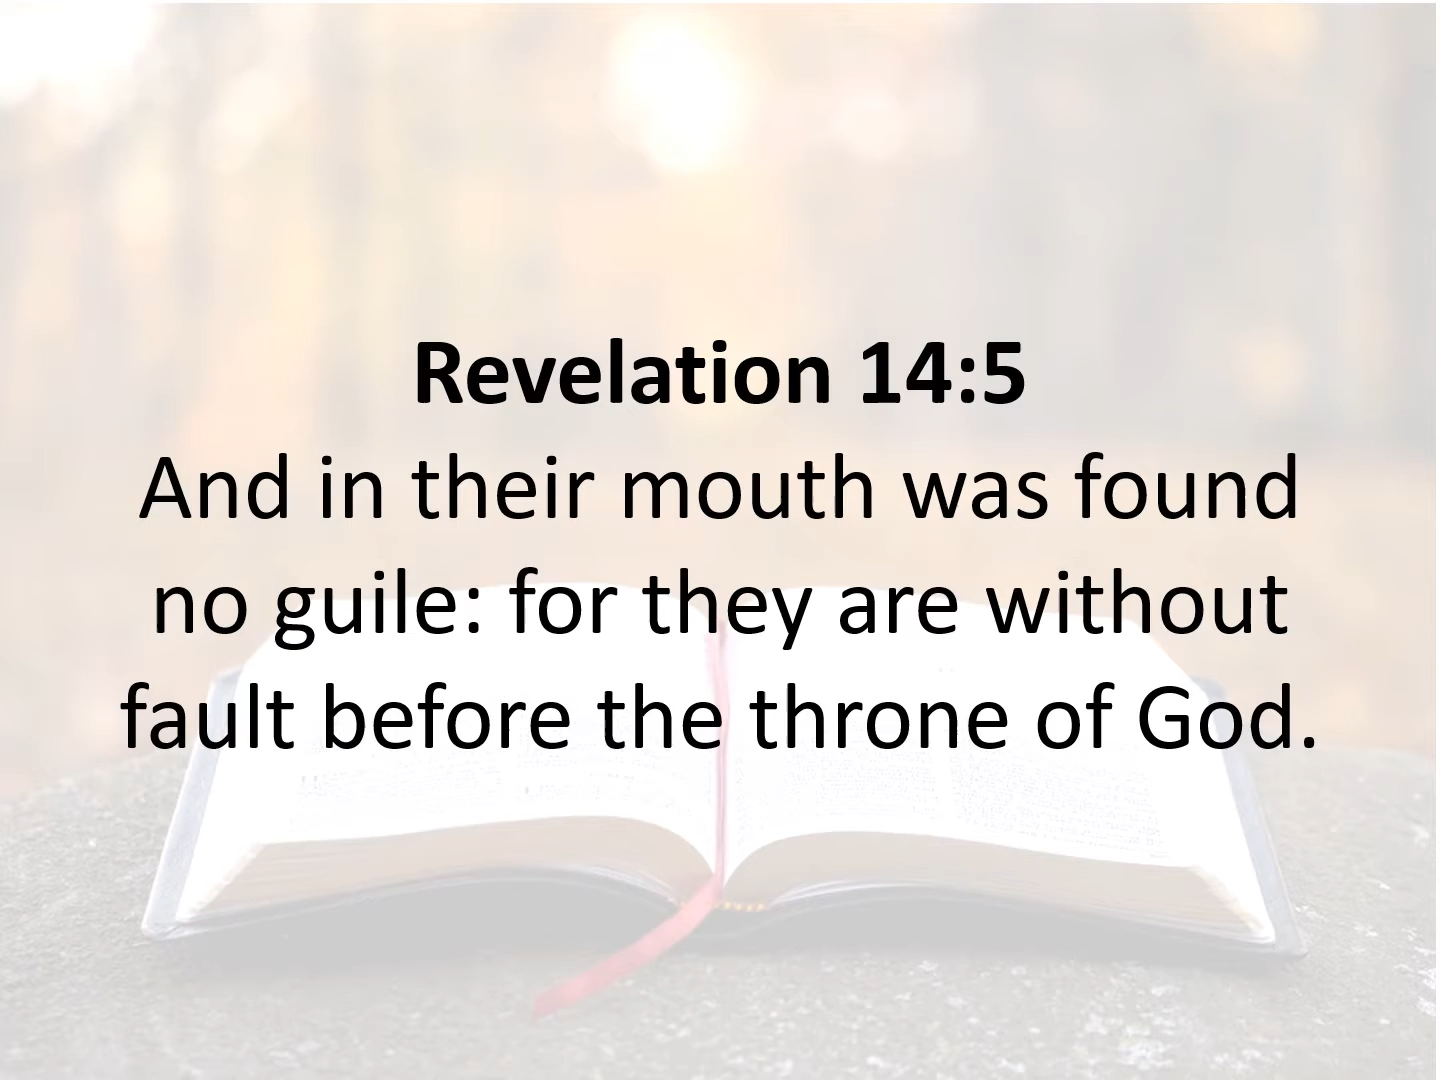 Revelation 14:5
And in their mouth was found
no guile: for they are without
fault before the throne of God.